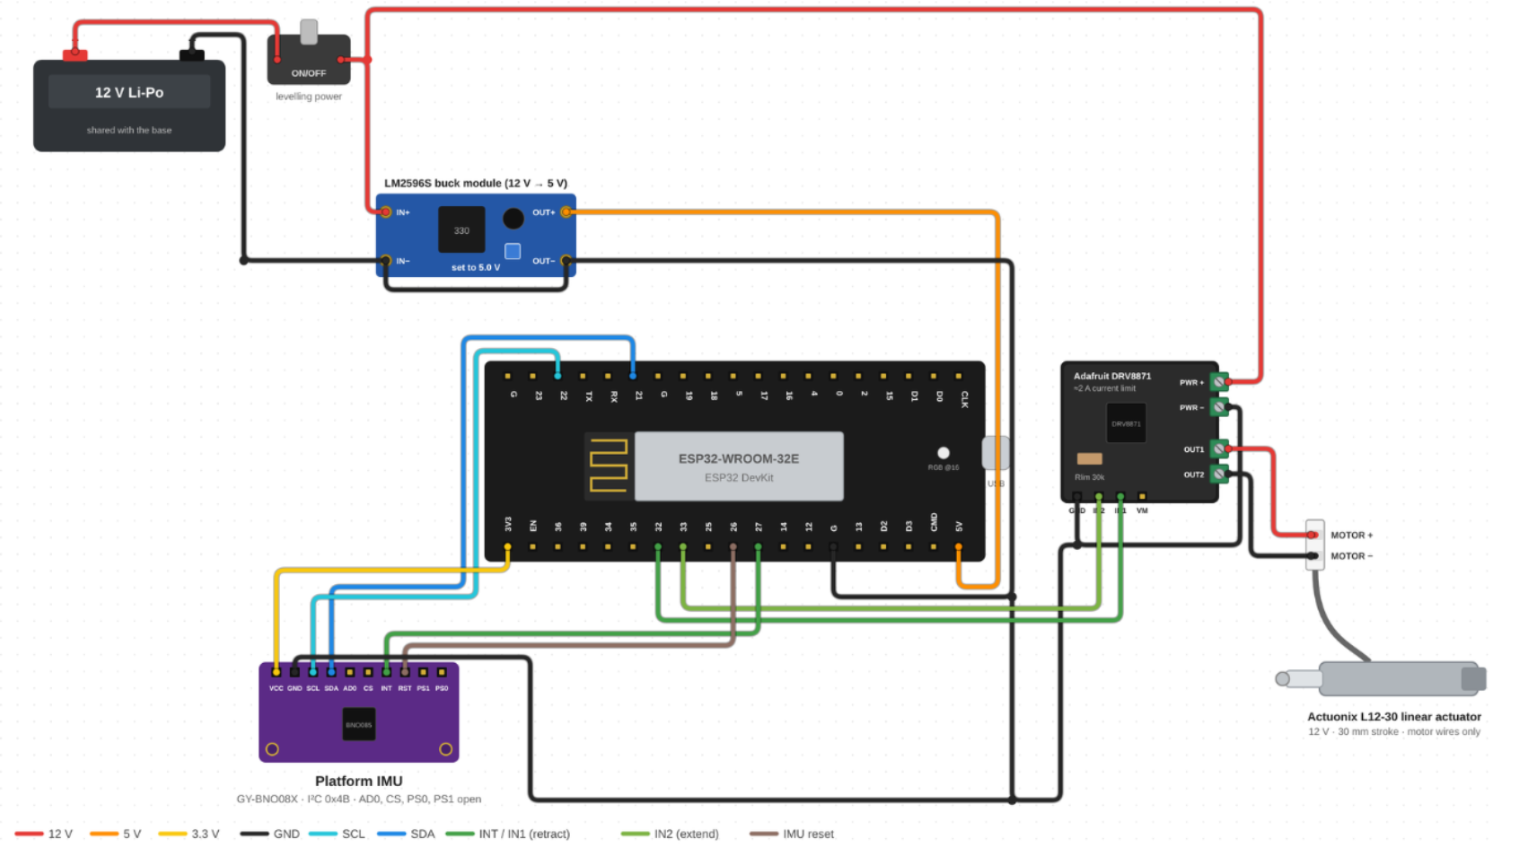 12 V Li-Po
shared with the base
ON/OFF
levelling power
LM2596S buck module (12 V → 5 V)
IN+
330
OUT+
IN−
set to 5.0 V
OUT−
G 23 22 TX RX 21 G 19 18 5 17 16 4 0 2 15 D1 D0 CLK
ESP32-WROOM-32E
ESP32 DevKit
RGB @16
USB
3V3 EN 36 39 34 35 32 33 25 26 27 14 12 G 13 D2 D3 CMD 5V
Adafruit DRV8871
≈2 A current limit
PWR +
PWR −
DRV8871
OUT1
OUT2
Rlim 30k
GND IN2 IN1 VM
MOTOR +
MOTOR −
VCC GND SCL SDA AD0 CS INT RST PS1 PS0
BNO085
Platform IMU
GY-BNO08X · I²C 0x4B · AD0, CS, PS0, PS1 open
Actuonix L12-30 linear actuator
12 V · 30 mm stroke · motor wires only
12 V 5 V 3.3 V GND SCL SDA INT / IN1 (retract) IN2 (extend) IMU reset